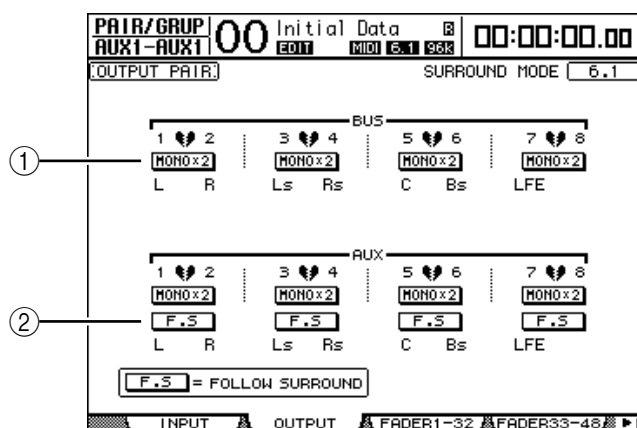 PAIR/GRUP 00 Initial Data 00:00:00.00
AUX1-AUX1 EDIT MIDI 6.1 96k
OUTPUT PAIR SURROUND MODE 6.1
BUS
1 2 3 4 5 6 7 8
① MONO×2 MONO×2 MONO×2 MONO×2
L R Ls Rs C Bs LFE
AUX
1 2 3 4 5 6 7 8
MONO×2 MONO×2 MONO×2 MONO×2
② F.S F.S F.S F.S
L R Ls Rs C Bs LFE
F.S = FOLLOW SURROUND
INPUT OUTPUT FADER1-32 FADER33-48